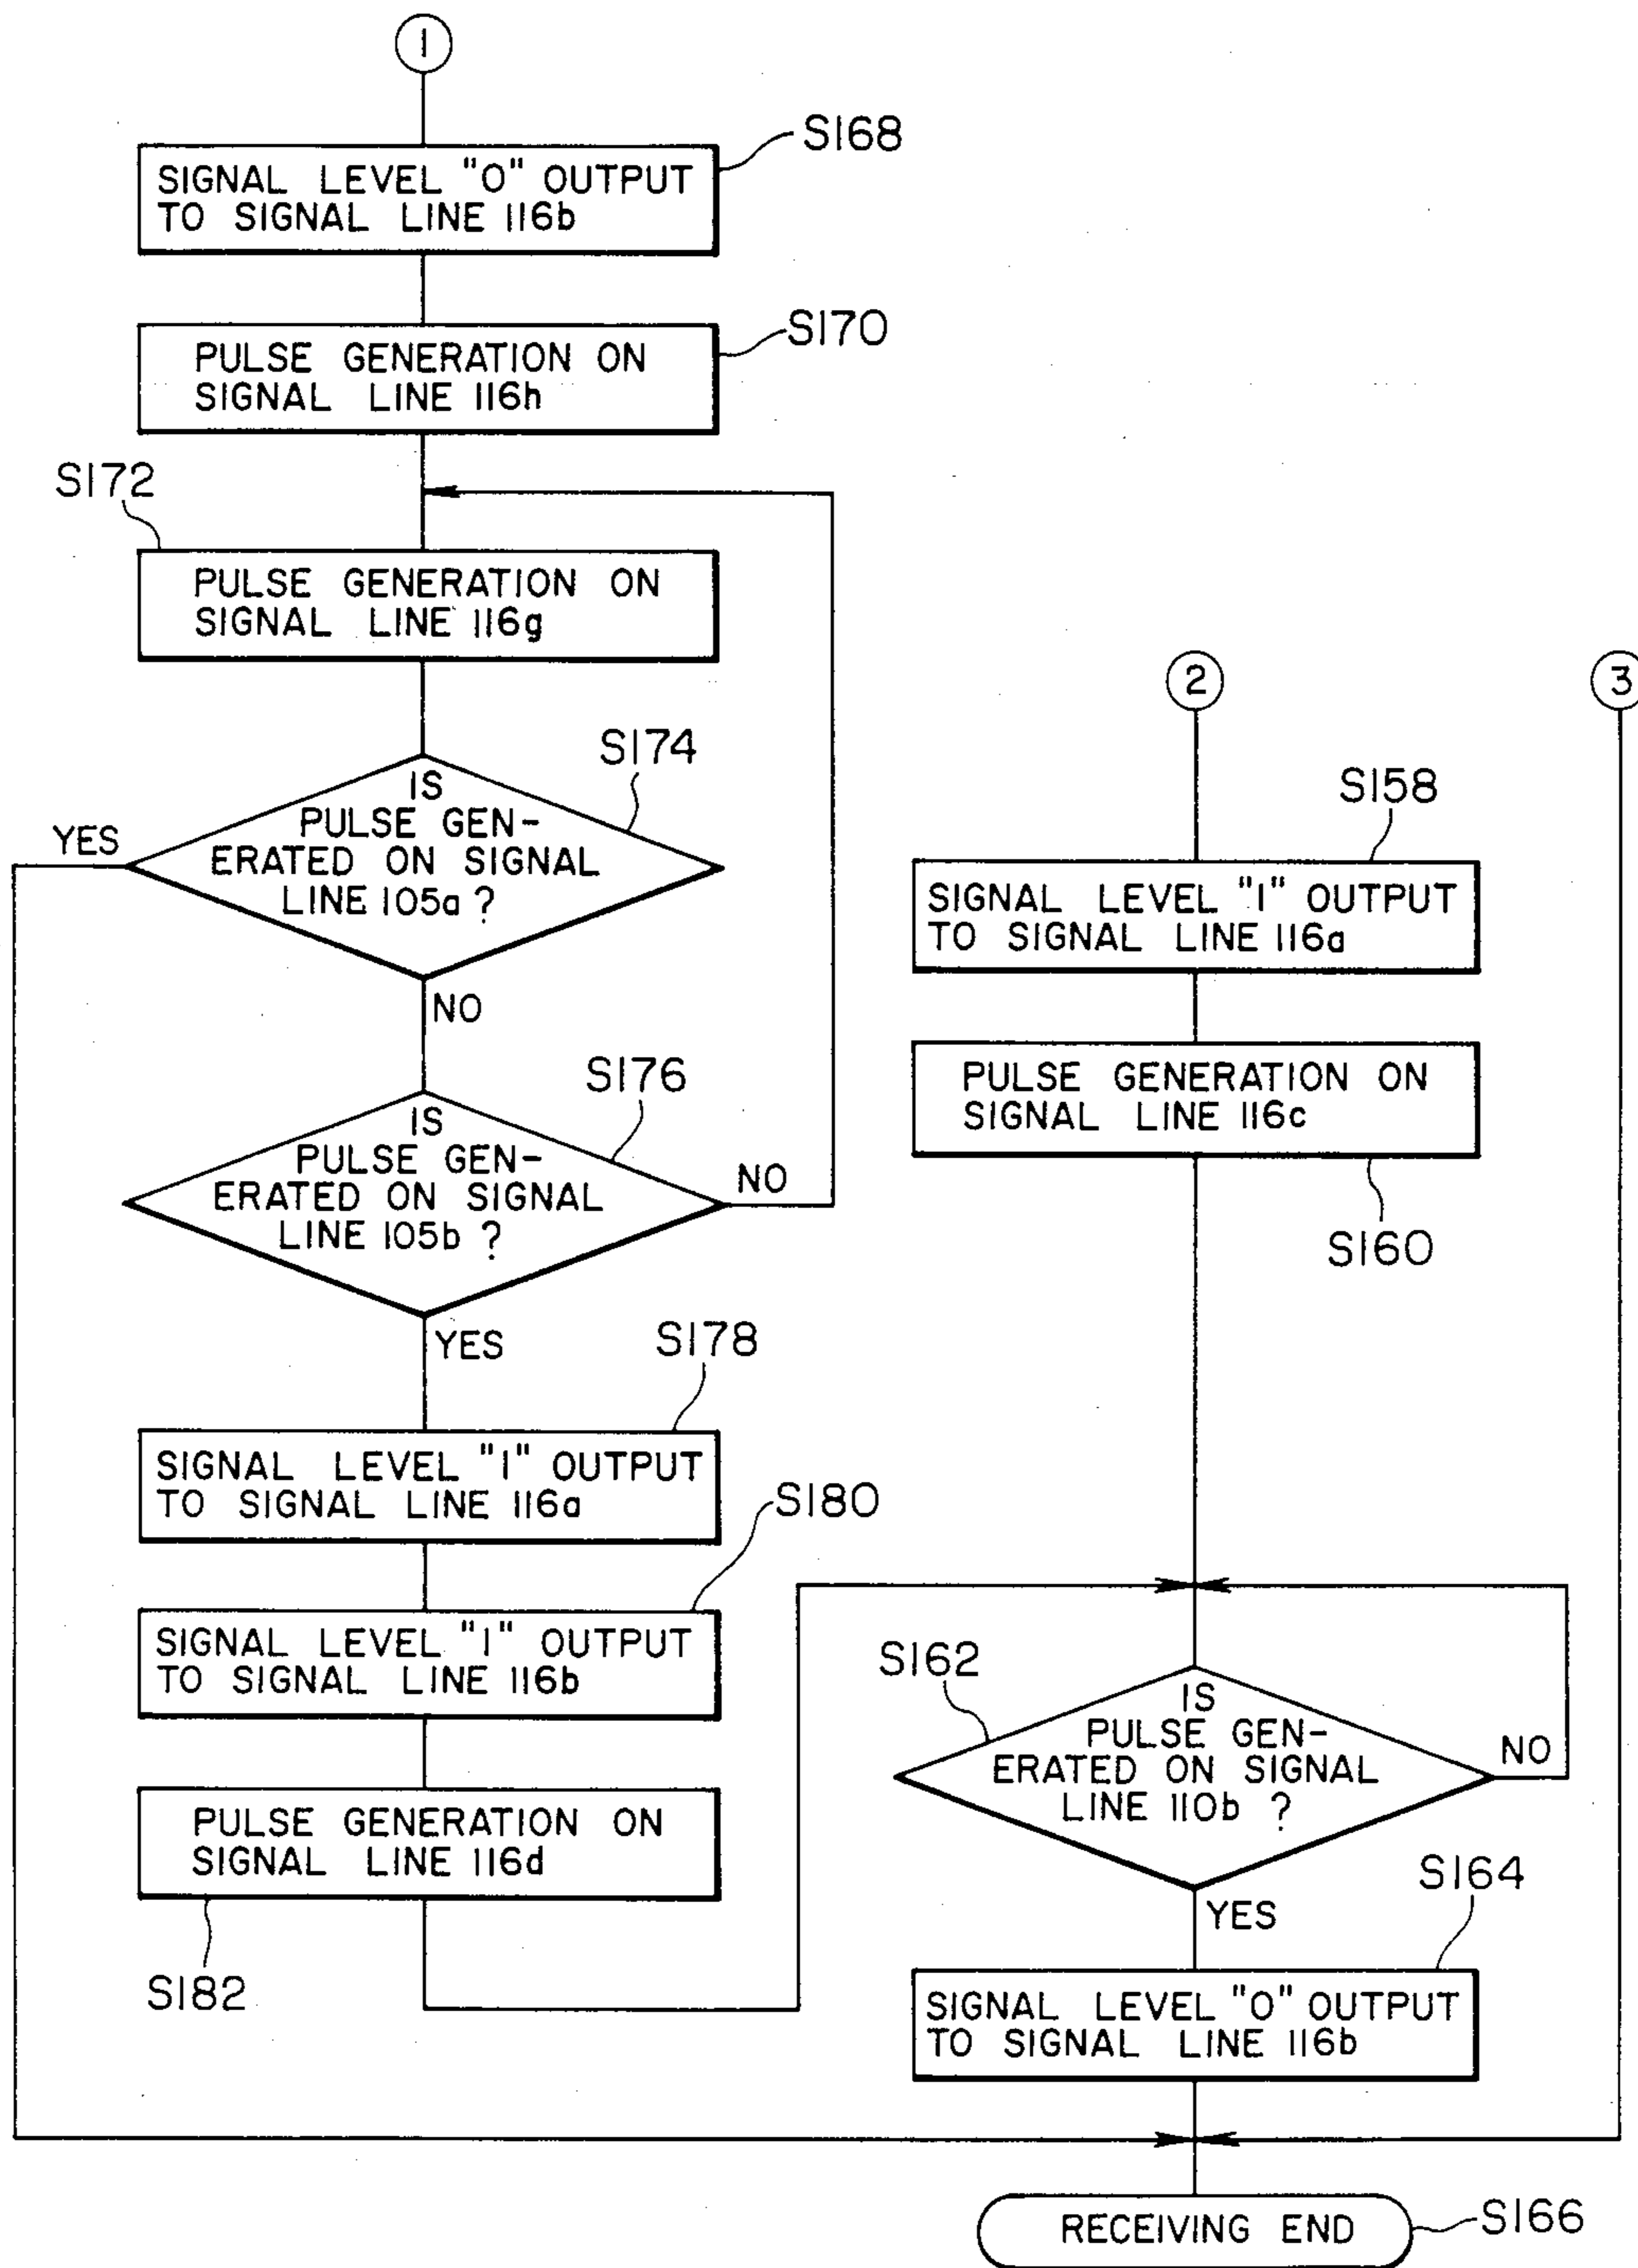 1
S168
SIGNAL LEVEL "0" OUTPUT
TO SIGNAL LINE 116b
S170
PULSE GENERATION ON
SIGNAL LINE 116h
S172
PULSE GENERATION ON
SIGNAL LINE 116g
S174
IS
PULSE GEN-
ERATED ON SIGNAL
LINE 105a ?
YES
NO
S176
IS
PULSE GEN-
ERATED ON SIGNAL
LINE 105b ?
NO
YES
S178
SIGNAL LEVEL "1" OUTPUT
TO SIGNAL LINE 116a
S180
SIGNAL LEVEL "1" OUTPUT
TO SIGNAL LINE 116b
PULSE GENERATION ON
SIGNAL LINE 116d
S182
2
3
S158
SIGNAL LEVEL "1" OUTPUT
TO SIGNAL LINE 116a
PULSE GENERATION ON
SIGNAL LINE 116c
S160
S162
IS
PULSE GEN-
ERATED ON SIGNAL
LINE 110b ?
NO
YES
S164
SIGNAL LEVEL "0" OUTPUT
TO SIGNAL LINE 116b
RECEIVING END
S166